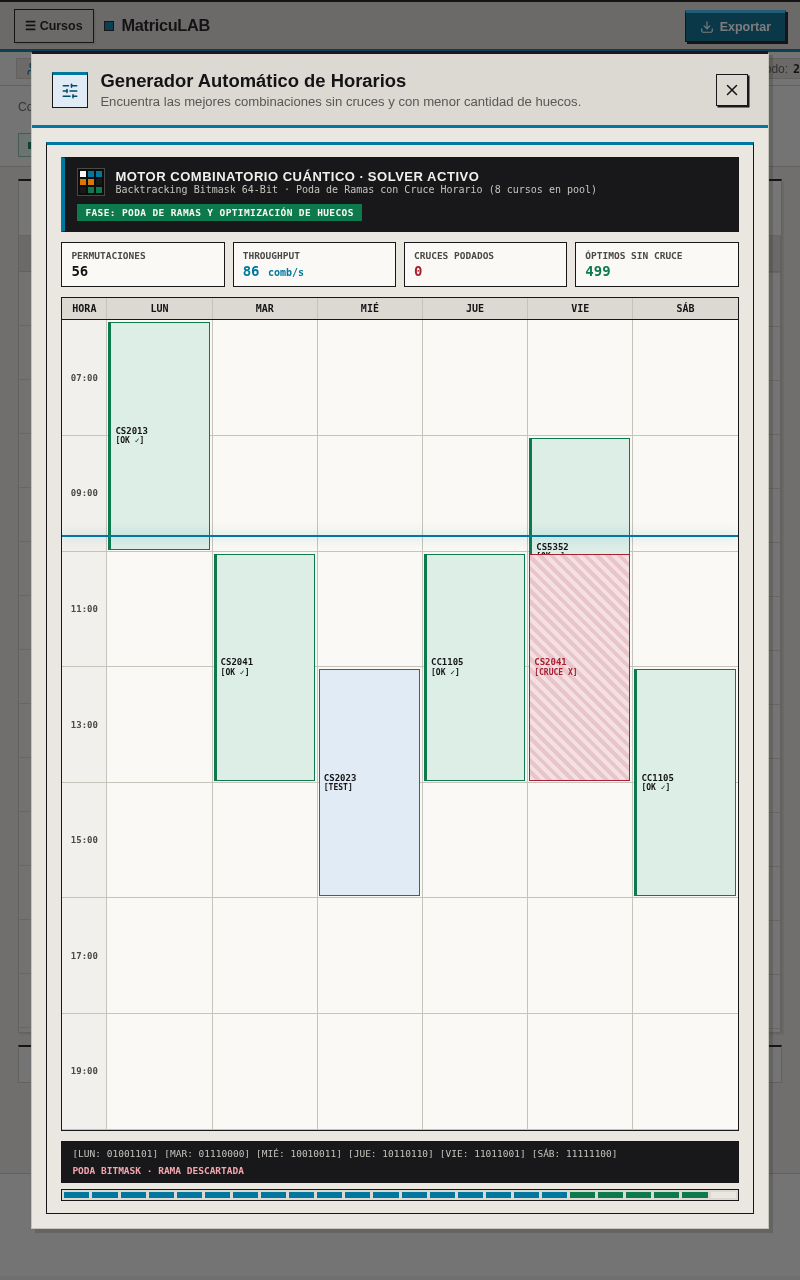 ☰ Cursos
MatricuLAB
Exportar
do: 2
Co
Generador Automático de Horarios
Encuentra las mejores combinaciones sin cruces y con menor cantidad de huecos.
MOTOR COMBINATORIO CUÁNTICO · SOLVER ACTIVO
Backtracking Bitmask 64-Bit · Poda de Ramas con Cruce Horario (8 cursos en pool)
FASE: PODA DE RAMAS Y OPTIMIZACIÓN DE HUECOS
PERMUTACIONES
56
THROUGHPUT
86 comb/s
CRUCES PODADOS
0
ÓPTIMOS SIN CRUCE
499
HORA LUN MAR MIÉ JUE VIE SÁB
07:00
CS2013
[OK ✓]
09:00
CS5352
11:00
CS2041
[OK ✓]
CC1105
[OK ✓]
CS2041
[CRUCE X]
13:00
CS2023
[TEST]
CC1105
[OK ✓]
15:00
17:00
19:00
[LUN: 01001101] [MAR: 01110000] [MIÉ: 10010011] [JUE: 10110110] [VIE: 11011001] [SÁB: 11111100]
PODA BITMASK · RAMA DESCARTADA